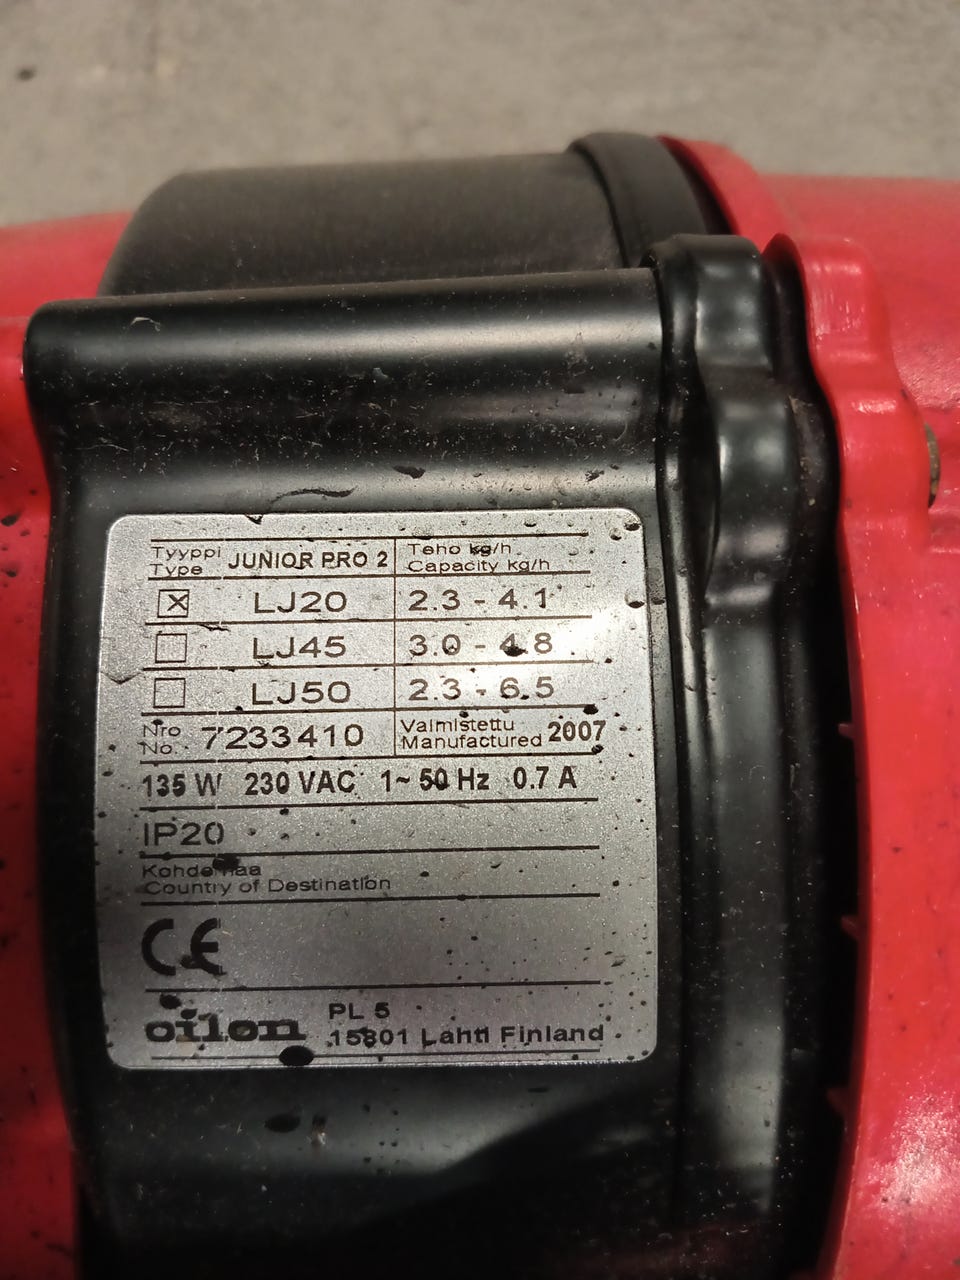 Tyyppi JUNIOR PRO 2 Teho kg/h
Type Capacity kg/h
☒ LJ20 2.3 - 4.1
☐ LJ45 3.0 - 4.8
☐ LJ50 2.3 - 6.5
Nro 7233410 Valmistettu 2007
No. Manufactured
135 W 230 VAC 1~ 50 Hz 0.7 A
IP20
Kohdemaa
Country of Destination
CE
oilon PL 5
15801 Lahti Finland